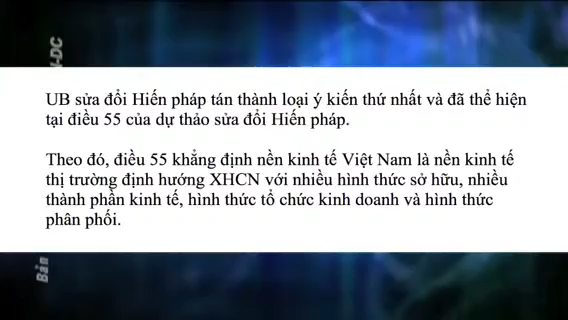 UB sửa đổi Hiến pháp tán thành loại ý kiến thứ nhất và đã thể hiện
tại điều 55 của dự thảo sửa đổi Hiến pháp.
Theo đó, điều 55 khẳng định nền kinh tế Việt Nam là nền kinh tế
thị trường định hướng XHCN với nhiều hình thức sở hữu, nhiều
thành phần kinh tế, hình thức tổ chức kinh doanh và hình thức
phân phối.
Bản